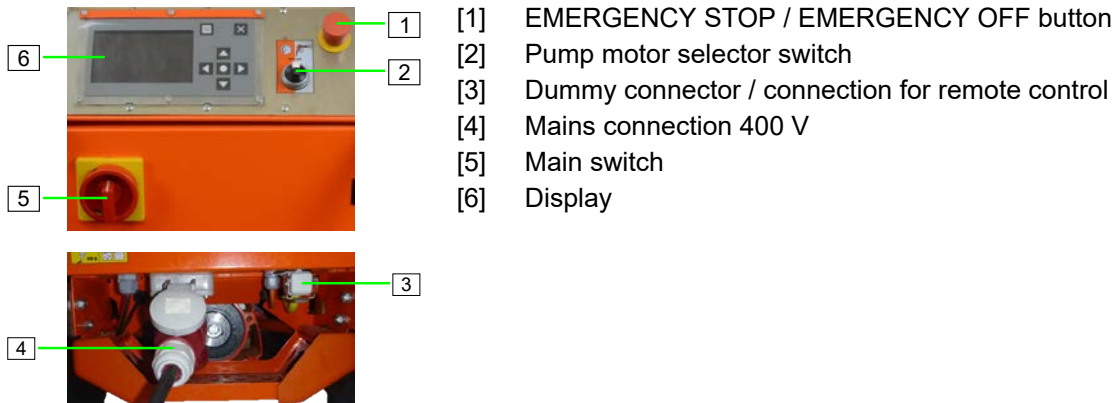 [1] EMERGENCY STOP / EMERGENCY OFF button
[2] Pump motor selector switch
[3] Dummy connector / connection for remote control
[4] Mains connection 400 V
[5] Main switch
[6] Display
1
6
2
5
3
4